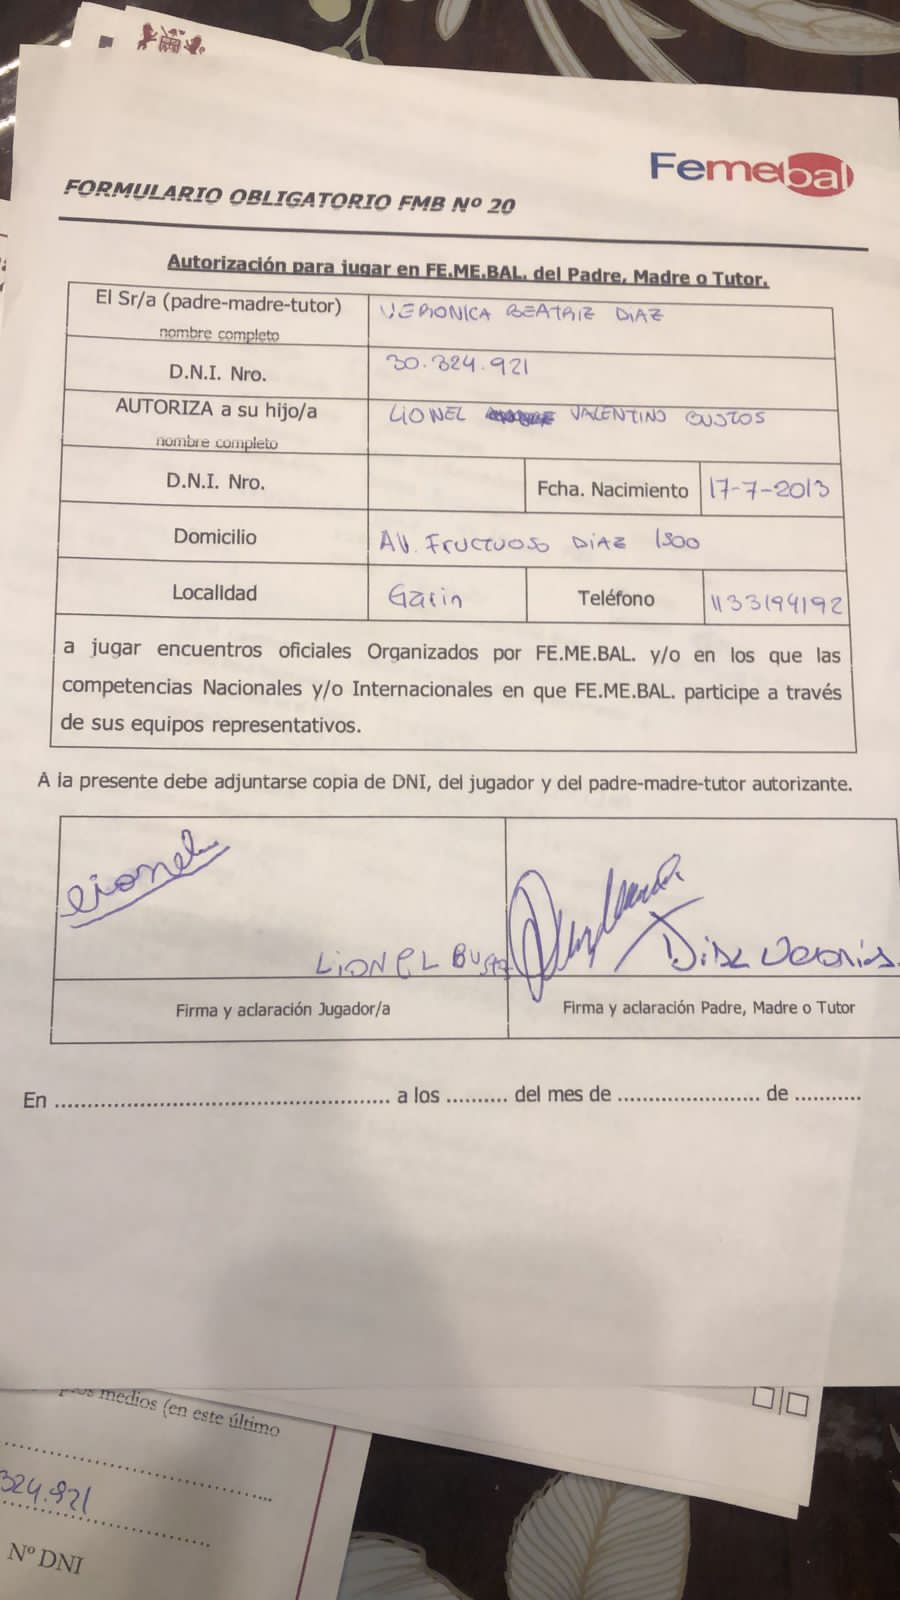 Femebal
FORMULARIO OBLIGATORIO FMB Nº 20
Autorización para jugar en FE.ME.BAL. del Padre, Madre o Tutor.
El Sr/a (padre-madre-tutor)
nombre completo
VERONICA BEATRIZ DIAZ
D.N.I. Nro.
30.324.921
AUTORIZA a su hijo/a
nombre completo
LIONEL VALENTINO BUSTOS
D.N.I. Nro.
Fcha. Nacimiento
17-7-2013
Domicilio
AV. FRUCTUOSO DIAZ 1500
Localidad
Garin
Teléfono
1133194192
a jugar encuentros oficiales Organizados por FE.ME.BAL. y/o en los que las
competencias Nacionales y/o Internacionales en que FE.ME.BAL. participe a través
de sus equipos representativos.
A la presente debe adjuntarse copia de DNI, del jugador y del padre-madre-tutor autorizante.
Lionel
LIONEL BUSTO
Diaz Veronica
Firma y aclaración Jugador/a
Firma y aclaración Padre, Madre o Tutor
En ................................................... a los .......... del mes de ...................... de ...........
medios (en este último
324.921
Nº DNI